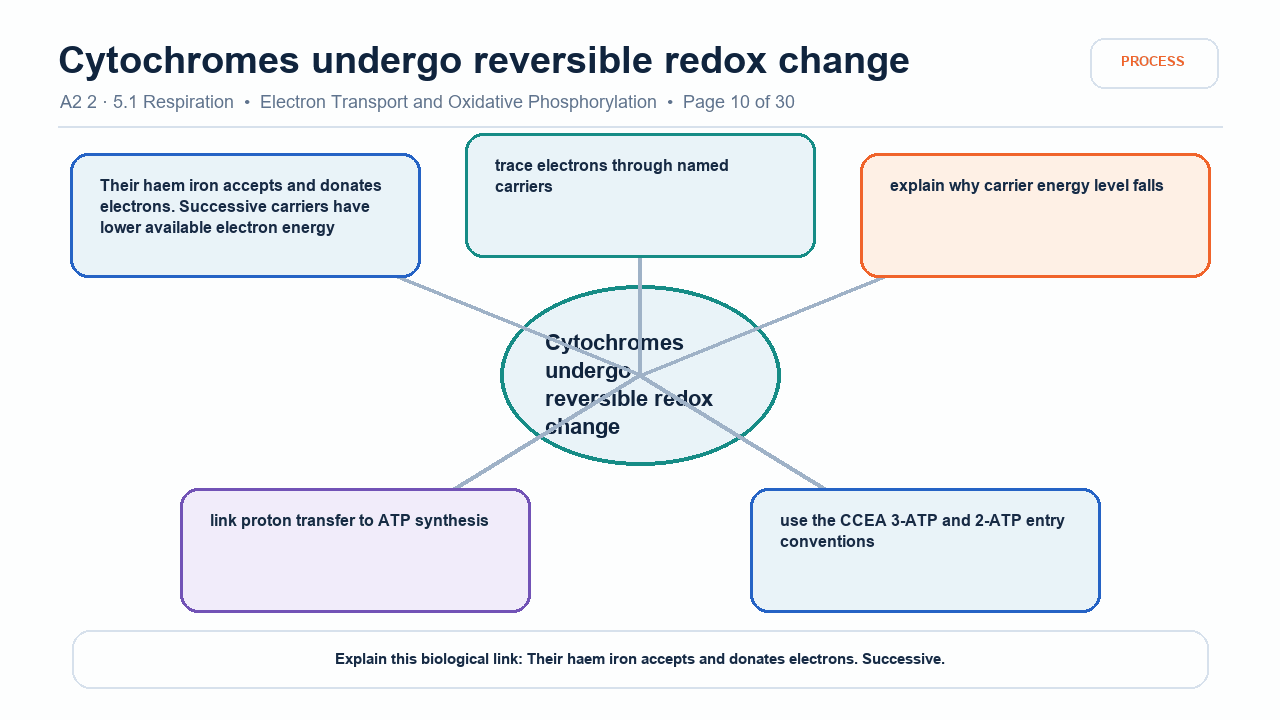 Cytochromes undergo reversible redox change
PROCESS
A2 2 · 5.1 Respiration • Electron Transport and Oxidative Phosphorylation • Page 10 of 30
Their haem iron accepts and donates
electrons. Successive carriers have
lower available electron energy
trace electrons through named
carriers
explain why carrier energy level falls
Cytochromes
undergo
reversible redox
change
link proton transfer to ATP synthesis
use the CCEA 3-ATP and 2-ATP entry
conventions
Explain this biological link: Their haem iron accepts and donates electrons. Successive.